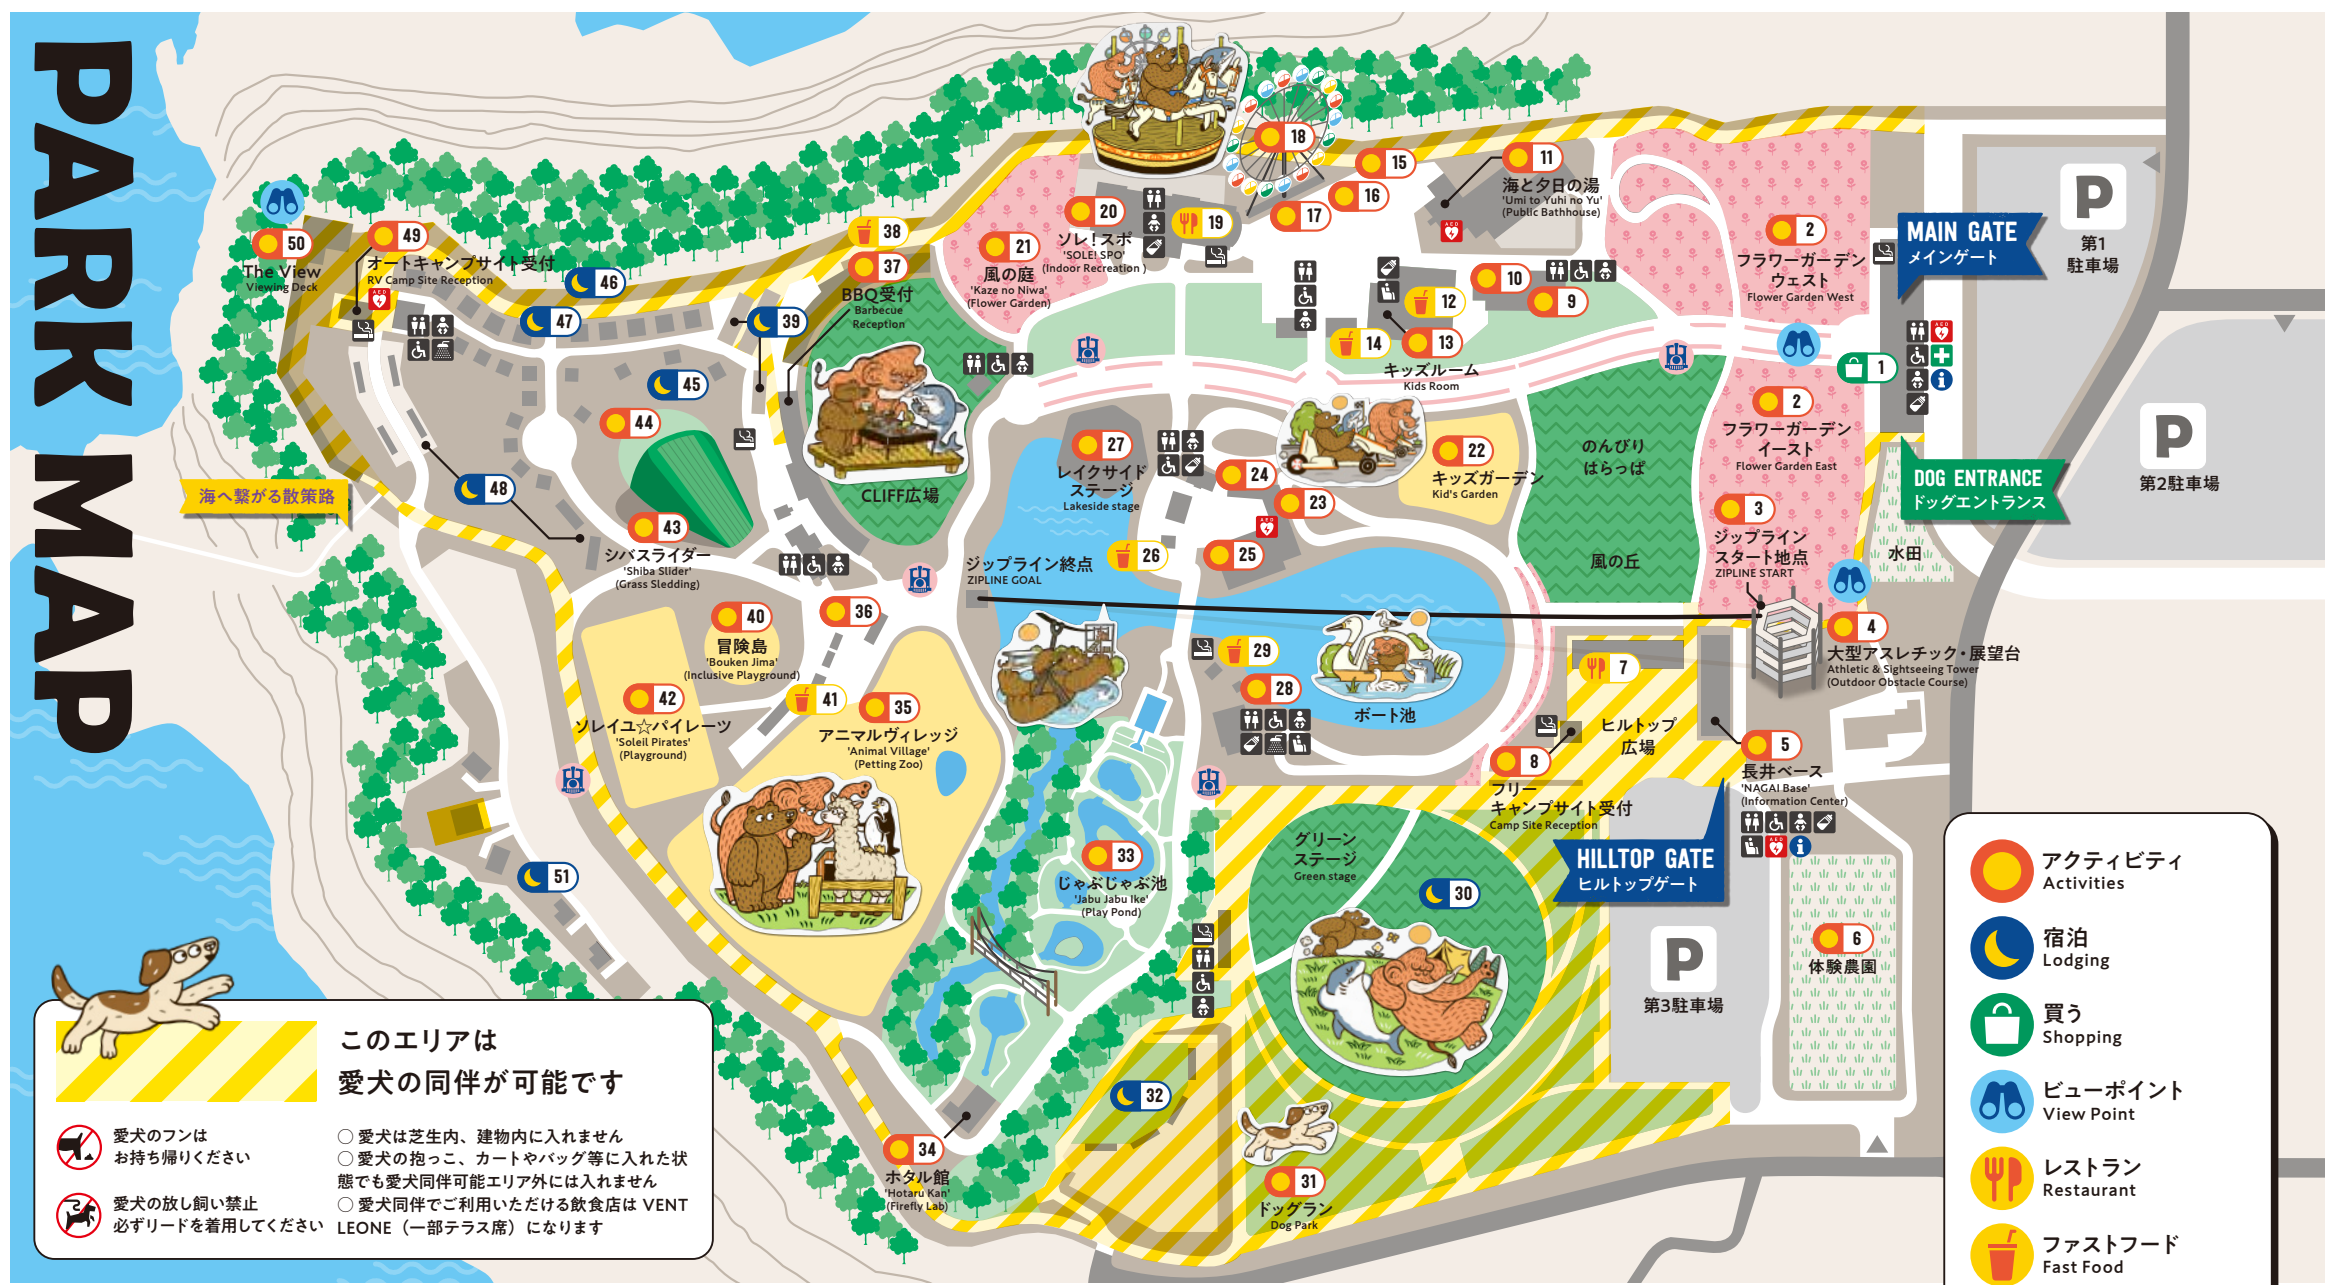 PARK MAP
18
15
11
海と夕日の湯
'Umi to Yuhi no Yu'
(Public Bathhouse)
16
17
20
ソレ！スポ
'SOLE! SPO'
(Indoor Recreation )
19
21
風の庭
'Kaze no Niwa'
(Flower Garden)
38
37
BBQ受付
Barbecue
Reception
50
The View
Viewing Deck
49
オートキャンプサイト受付
RV Camp Site Reception
AED
46
47
39
45
44
48
43
シバスライダー
'Shiba Slider'
(Grass Sledding)
海へ繋がる散策路
CLIFF広場
AED
10
9
12
14
13
キッズルーム
Kids Room
2
フラワーガーデン
ウェスト
Flower Garden West
MAIN GATE
メインゲート
P
第1
駐車場
AED
1
2
フラワーガーデン
イースト
Flower Garden East
P
第2駐車場
DOG ENTRANCE
ドッグエントランス
水田
3
ジップライン
スタート地点
ZIPLINE START
のんびり
はらっぱ
風の丘
22
キッズガーデン
Kid's Garden
27
レイクサイド
ステージ
Lakeside stage
24
23
AED
25
26
ジップライン終点
ZIPLINE GOAL
4
大型アスレチック・展望台
Athletic & Sightseeing Tower
(Outdoor Obstacle Course)
40
冒険島
'Bouken Jima'
(Inclusive Playground)
36
42
ソレイユ☆パイレーツ
'Soleil Pirates'
(Playground)
41
35
アニマルヴィレッジ
'Animal Village'
(Petting Zoo)
29
28
ボート池
7
ヒルトップ
広場
5
長井ベース
'NAGAI Base'
(Information Center)
AED
8
フリー
キャンプサイト受付
Camp Site Reception
HILLTOP GATE
ヒルトップゲート
グリーン
ステージ
Green stage
30
33
じゃぶじゃぶ池
'Jabu Jabu Ike'
(Play Pond)
51
P
第3駐車場
6
体験農園
32
34
ホタル館
'Hotaru Kan'
(Firefly Lab)
31
ドッグラン
Dog Park
このエリアは
愛犬の同伴が可能です
愛犬のフンは
お持ち帰りください
愛犬の放し飼い禁止
必ずリードを着用してください
○ 愛犬は芝生内、建物内に入れません
○ 愛犬の抱っこ、カートやバッグ等に入れた状
態でも愛犬同伴可能エリア外には入れません
○ 愛犬同伴でご利用いただける飲食店は VENT
LEONE（一部テラス席）になります
アクティビティ
Activities
宿泊
Lodging
買う
Shopping
ビューポイント
View Point
レストラン
Restaurant
ファストフード
Fast Food